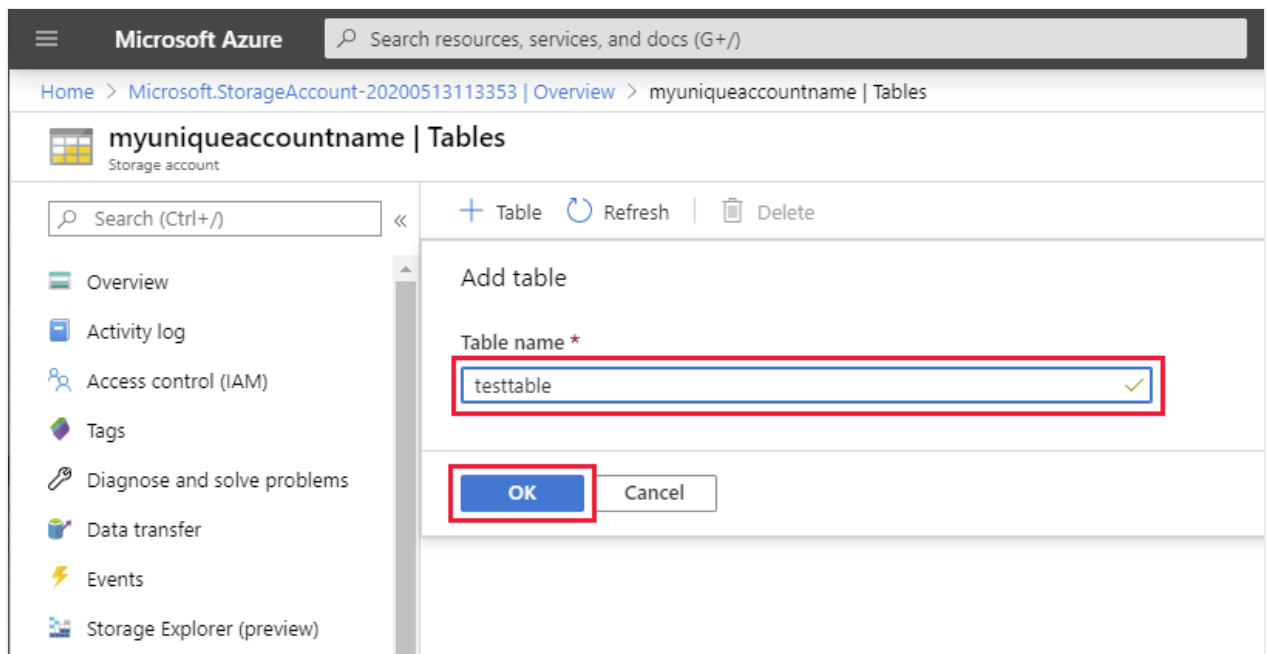 Microsoft Azure
Search resources, services, and docs (G+/)
Home > Microsoft.StorageAccount-20200513113353 | Overview > myuniqueaccountname | Tables
myuniqueaccountname | Tables
Storage account
Search (Ctrl+/)
«
+ Table
Refresh
Delete
Overview
Activity log
Access control (IAM)
Tags
Diagnose and solve problems
Data transfer
Events
Storage Explorer (preview)
Add table
Table name *
testtable
OK
Cancel